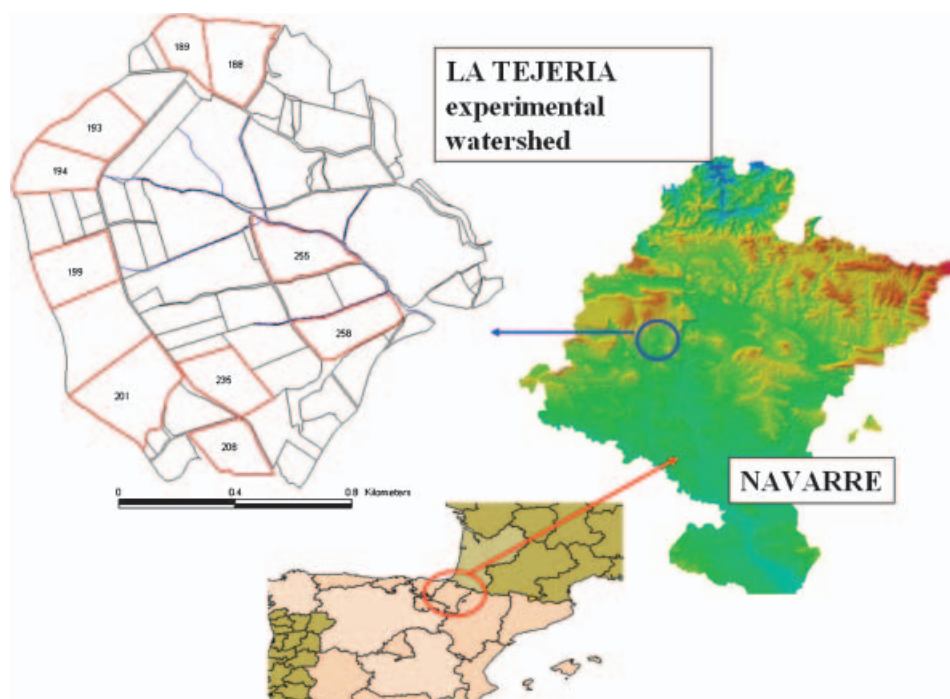 LA TEJERIA
experimental
watershed
189
188
193
194
199
255
258
235
201
208
0 0.4 0.8 Kilometers
NAVARRE